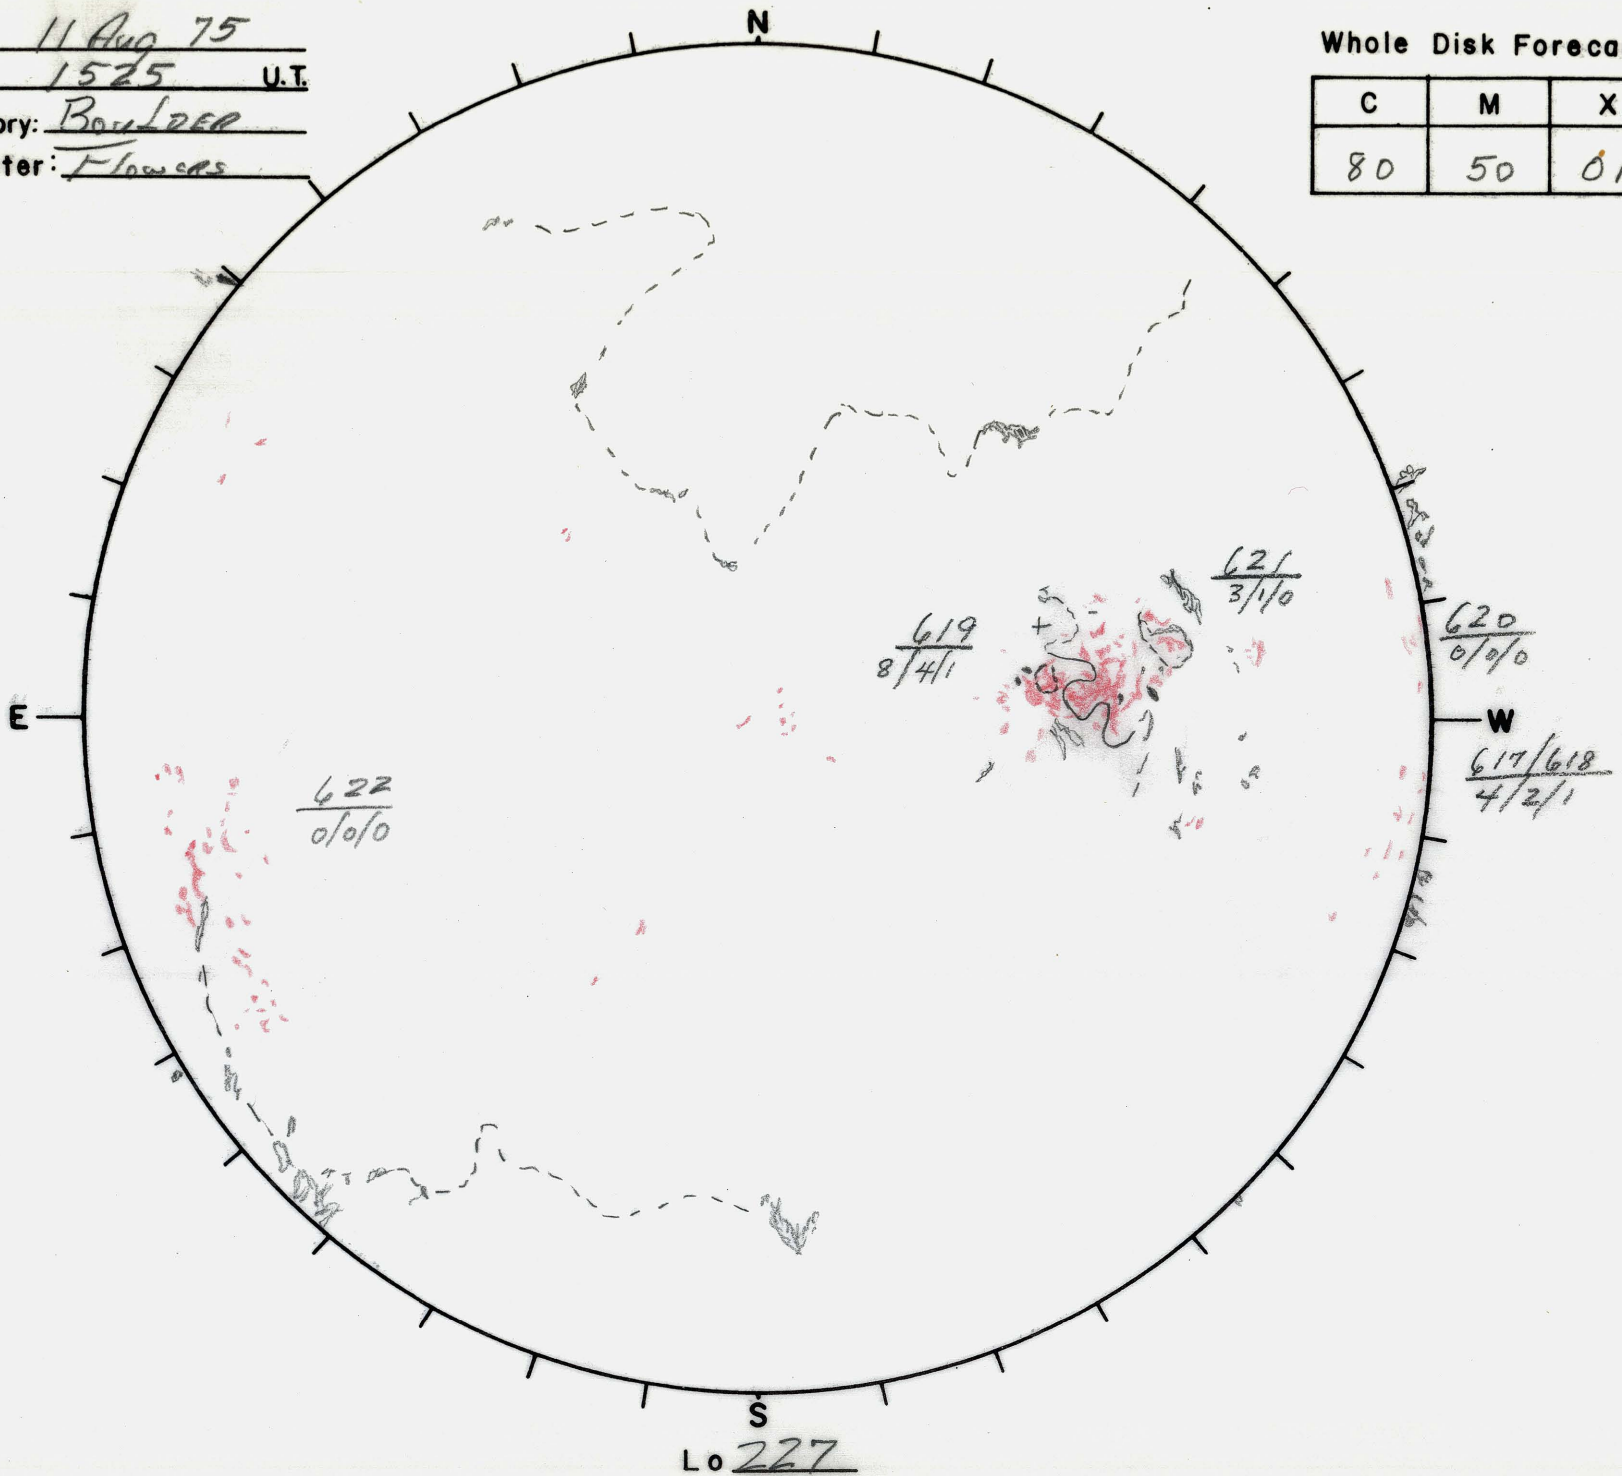 11 Aug 75
1525 U.T.
ory: BOULDER
ter: Flowers
N
Whole Disk Foreca
C M X
80 50 01
621
3/1/0
619
8/4/1
620
0/0/0
+ -
E
W
617/618
4/2/1
622
0/0/0
S
Lo 227